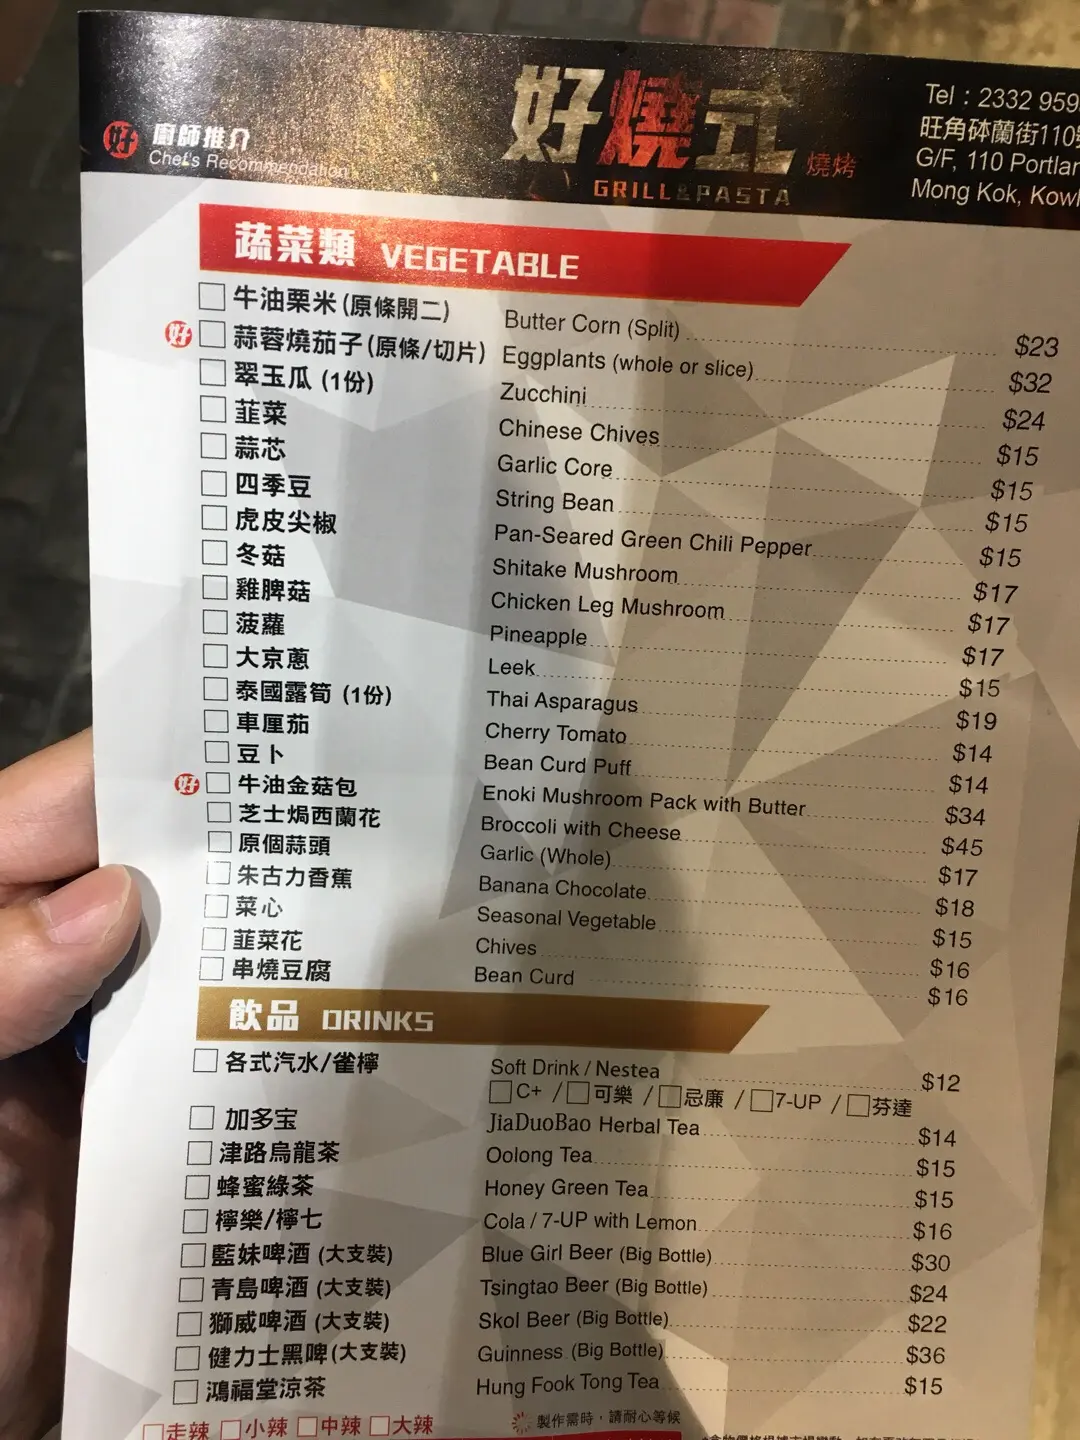 好 廚師推介
Chef's Recommendation
好燒式 燒烤
GRILL&PASTA
Tel : 2332 959
旺角砵蘭街110號
G/F, 110 Portlan
Mong Kok, Kowl
蔬菜類 VEGETABLE
牛油栗米(原條開二) Butter Corn (Split) $23
好 蒜蓉燒茄子(原條/切片) Eggplants (whole or slice) $32
翠玉瓜 (1份) Zucchini $24
韮菜 Chinese Chives $15
蒜芯 Garlic Core $15
四季豆 String Bean $15
虎皮尖椒 Pan-Seared Green Chili Pepper $15
冬菇 Shitake Mushroom $17
雞脾菇 Chicken Leg Mushroom $17
菠蘿 Pineapple $17
大京蔥 Leek $15
泰國露筍 (1份) Thai Asparagus $19
車厘茄 Cherry Tomato $14
豆卜 Bean Curd Puff $14
好 牛油金菇包 Enoki Mushroom Pack with Butter $34
芝士焗西蘭花 Broccoli with Cheese $45
原個蒜頭 Garlic (Whole) $17
朱古力香蕉 Banana Chocolate $18
菜心 Seasonal Vegetable $15
韮菜花 Chives $16
串燒豆腐 Bean Curd $16
飲品 DRINKS
各式汽水/雀檸 Soft Drink / Nestea $12
C+ / 可樂 / 忌廉 / 7-UP / 芬達
加多宝 JiaDuoBao Herbal Tea $14
津路烏龍茶 Oolong Tea $15
蜂蜜綠茶 Honey Green Tea $15
檸樂/檸七 Cola / 7-UP with Lemon $16
藍妹啤酒 (大支裝) Blue Girl Beer (Big Bottle) $30
青島啤酒 (大支裝) Tsingtao Beer (Big Bottle) $24
獅威啤酒 (大支裝) Skol Beer (Big Bottle) $22
健力士黑啤(大支裝) Guinness (Big Bottle) $36
鴻福堂涼茶 Hung Fook Tong Tea $15
走辣 小辣 中辣 大辣
製作需時，請耐心等候